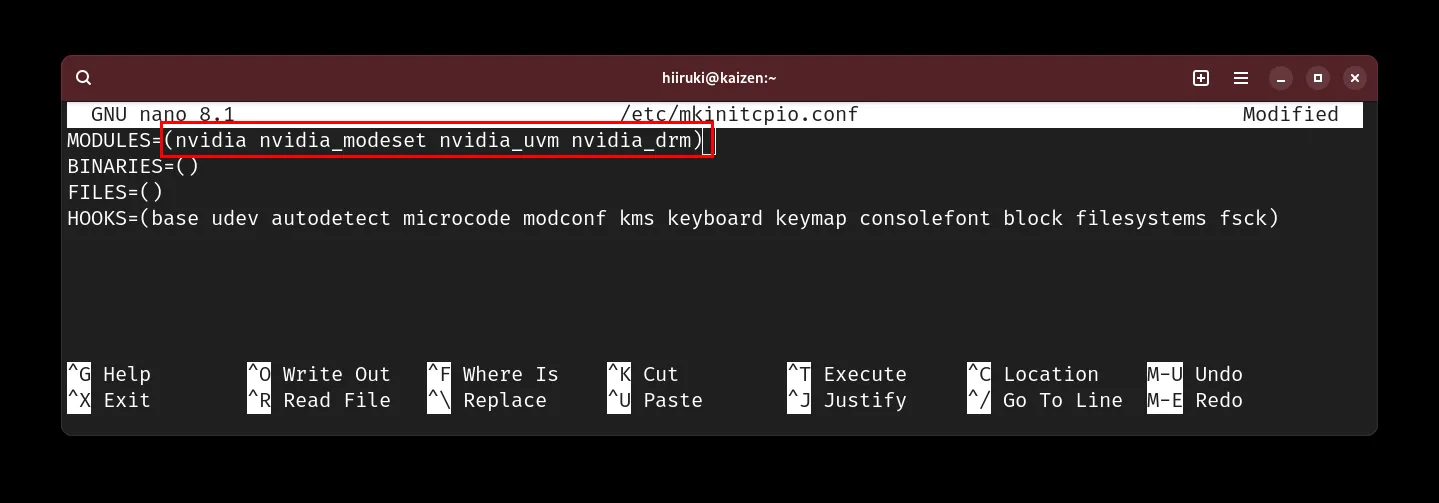 hiiruki@kaizen:~
GNU nano 8.1 /etc/mkinitcpio.conf Modified
MODULES=(nvidia nvidia_modeset nvidia_uvm nvidia_drm)
BINARIES=()
FILES=()
HOOKS=(base udev autodetect microcode modconf kms keyboard keymap consolefont block filesystems fsck)
^G Help ^O Write Out ^F Where Is ^K Cut ^T Execute ^C Location M-U Undo
^X Exit ^R Read File ^\ Replace ^U Paste ^J Justify ^/ Go To Line M-E Redo